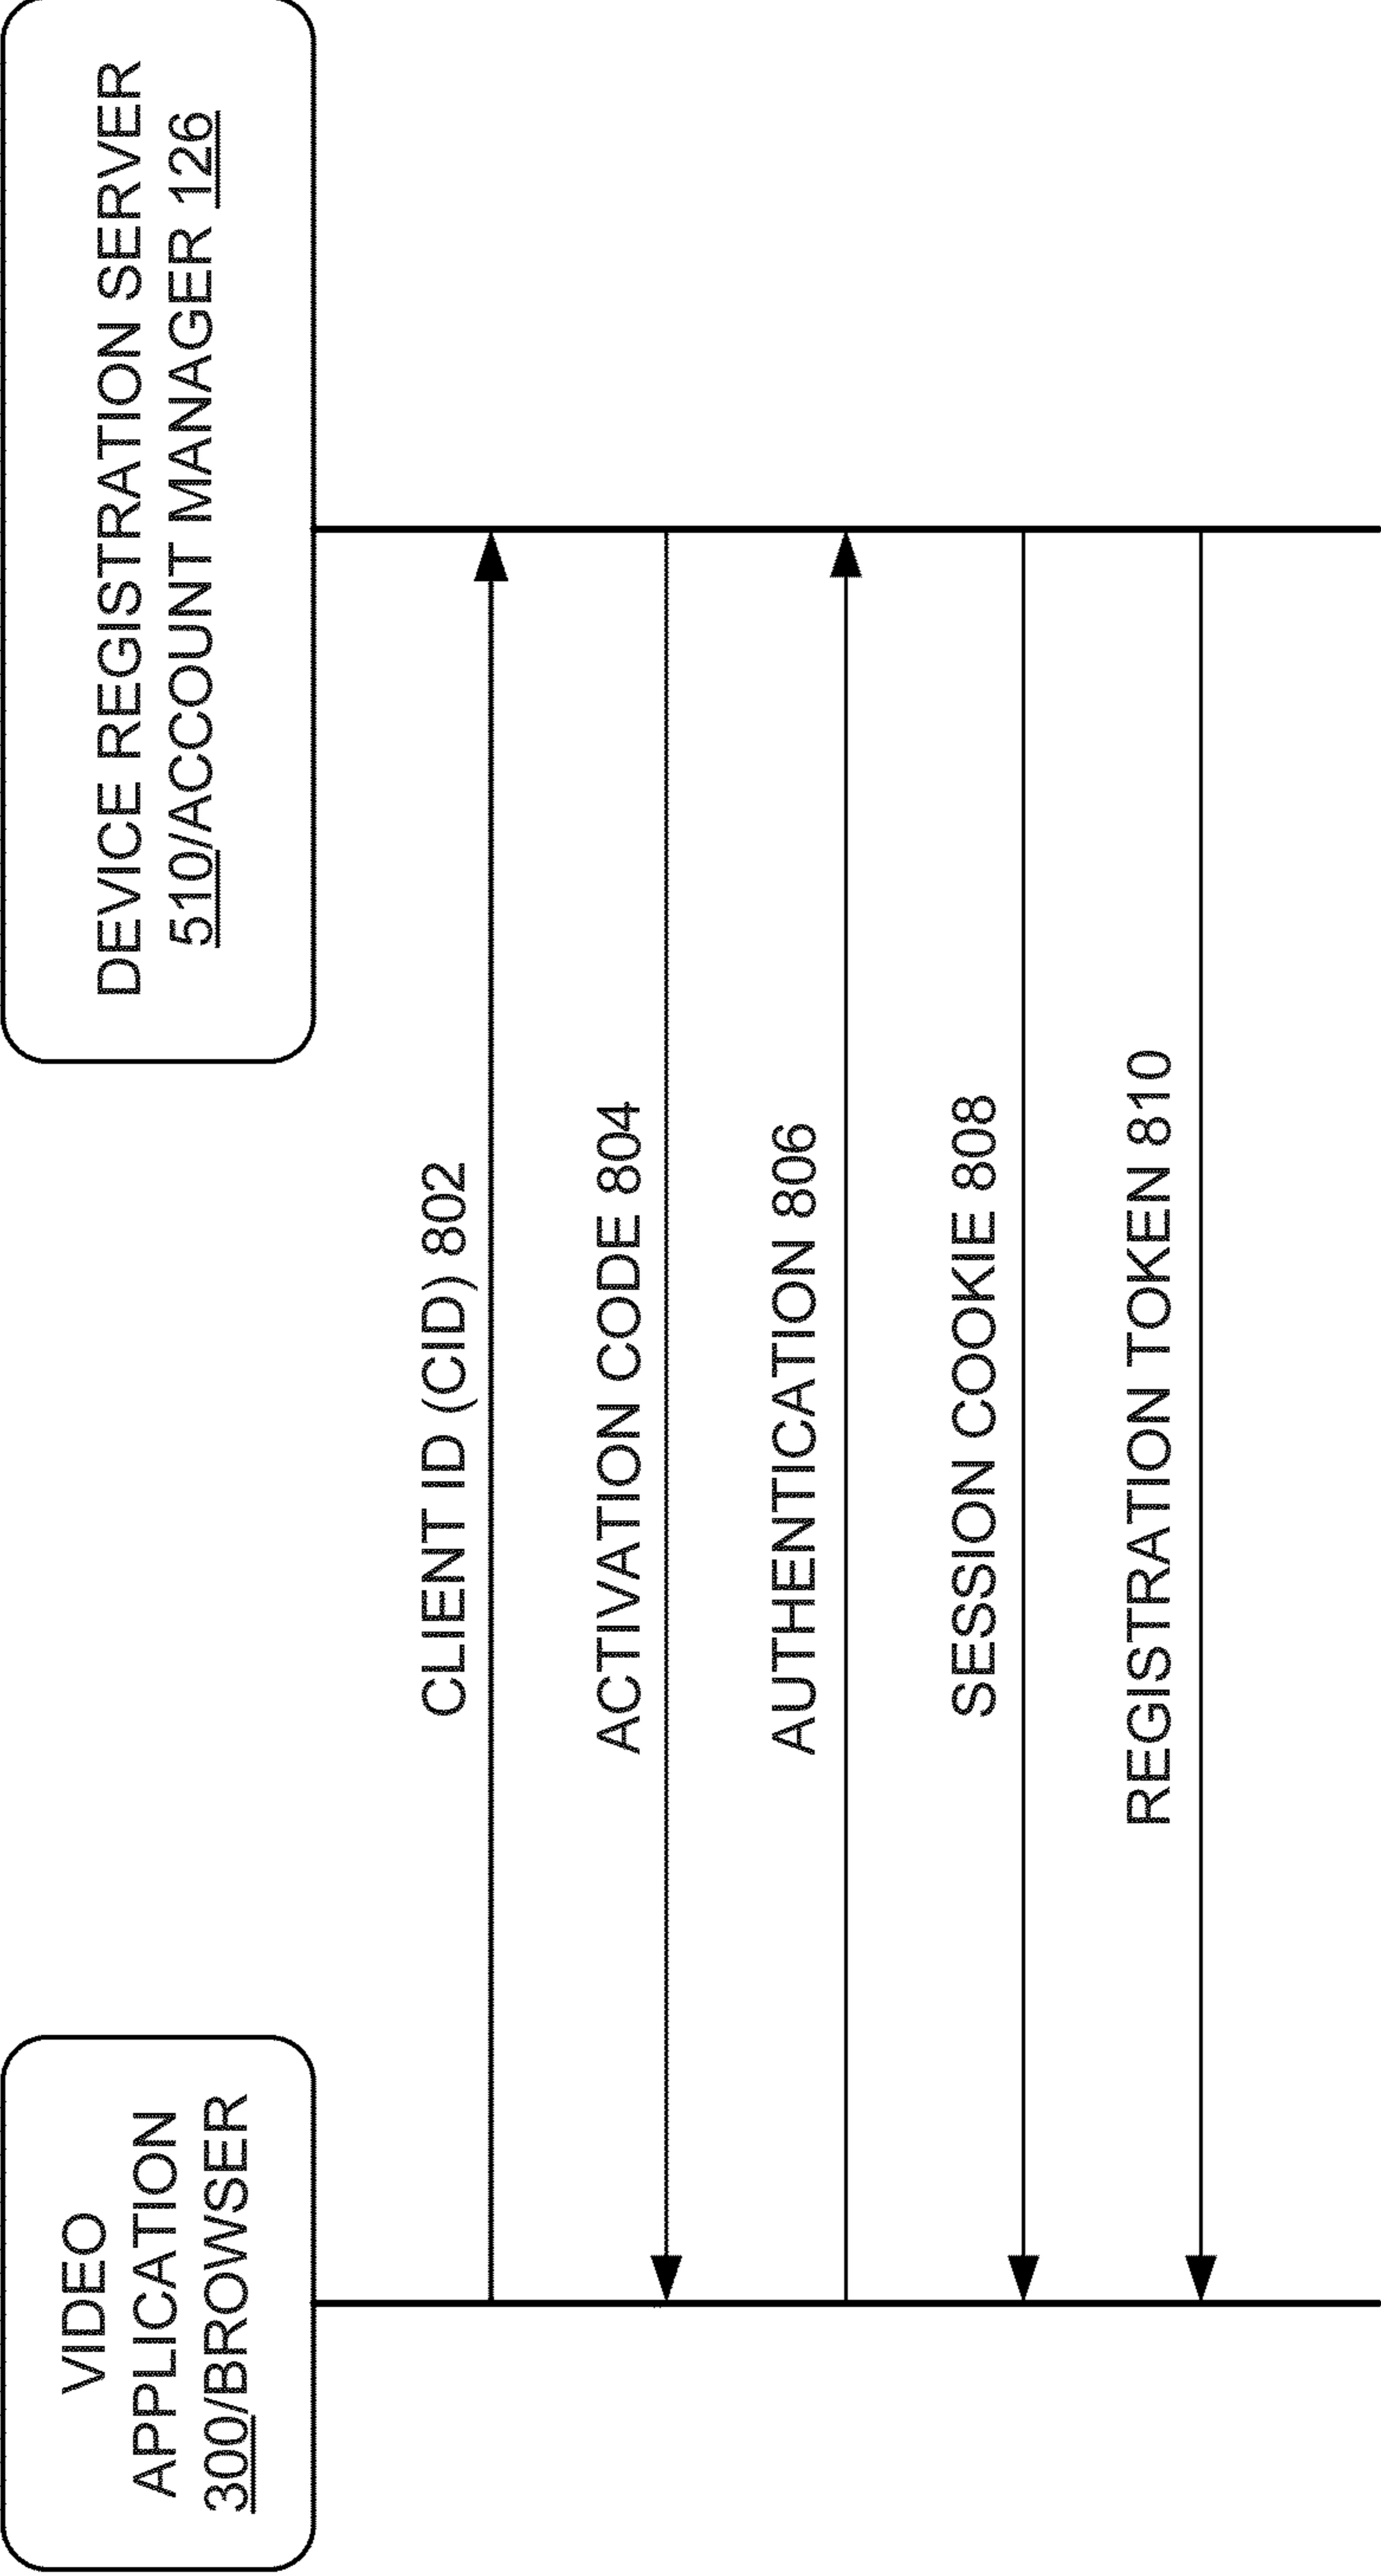 VIDEO
APPLICATION
300/BROWSER
DEVICE REGISTRATION SERVER
510/ACCOUNT MANAGER 126
CLIENT ID (CID) 802
ACTIVATION CODE 804
AUTHENTICATION 806
SESSION COOKIE 808
REGISTRATION TOKEN 810